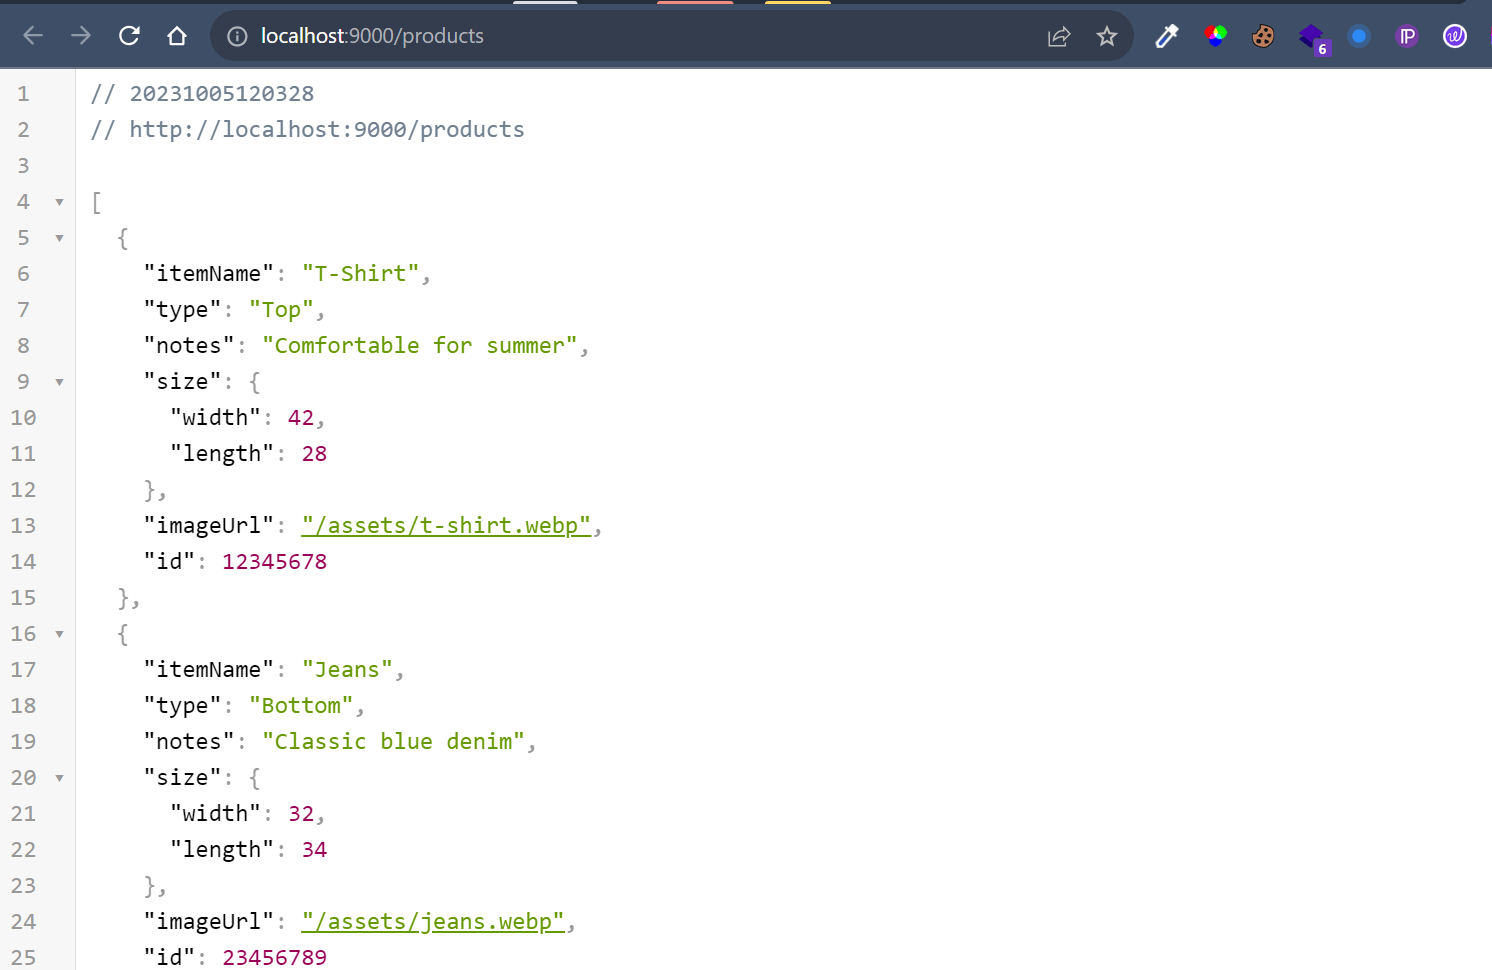 localhost:9000/products
6
1 // 20231005120328
2 // http://localhost:9000/products
3
4 [
5 {
6 "itemName": "T-Shirt",
7 "type": "Top",
8 "notes": "Comfortable for summer",
9 "size": {
10 "width": 42,
11 "length": 28
12 },
13 "imageUrl": "/assets/t-shirt.webp",
14 "id": 12345678
15 },
16 {
17 "itemName": "Jeans",
18 "type": "Bottom",
19 "notes": "Classic blue denim",
20 "size": {
21 "width": 32,
22 "length": 34
23 },
24 "imageUrl": "/assets/jeans.webp",
25 "id": 23456789